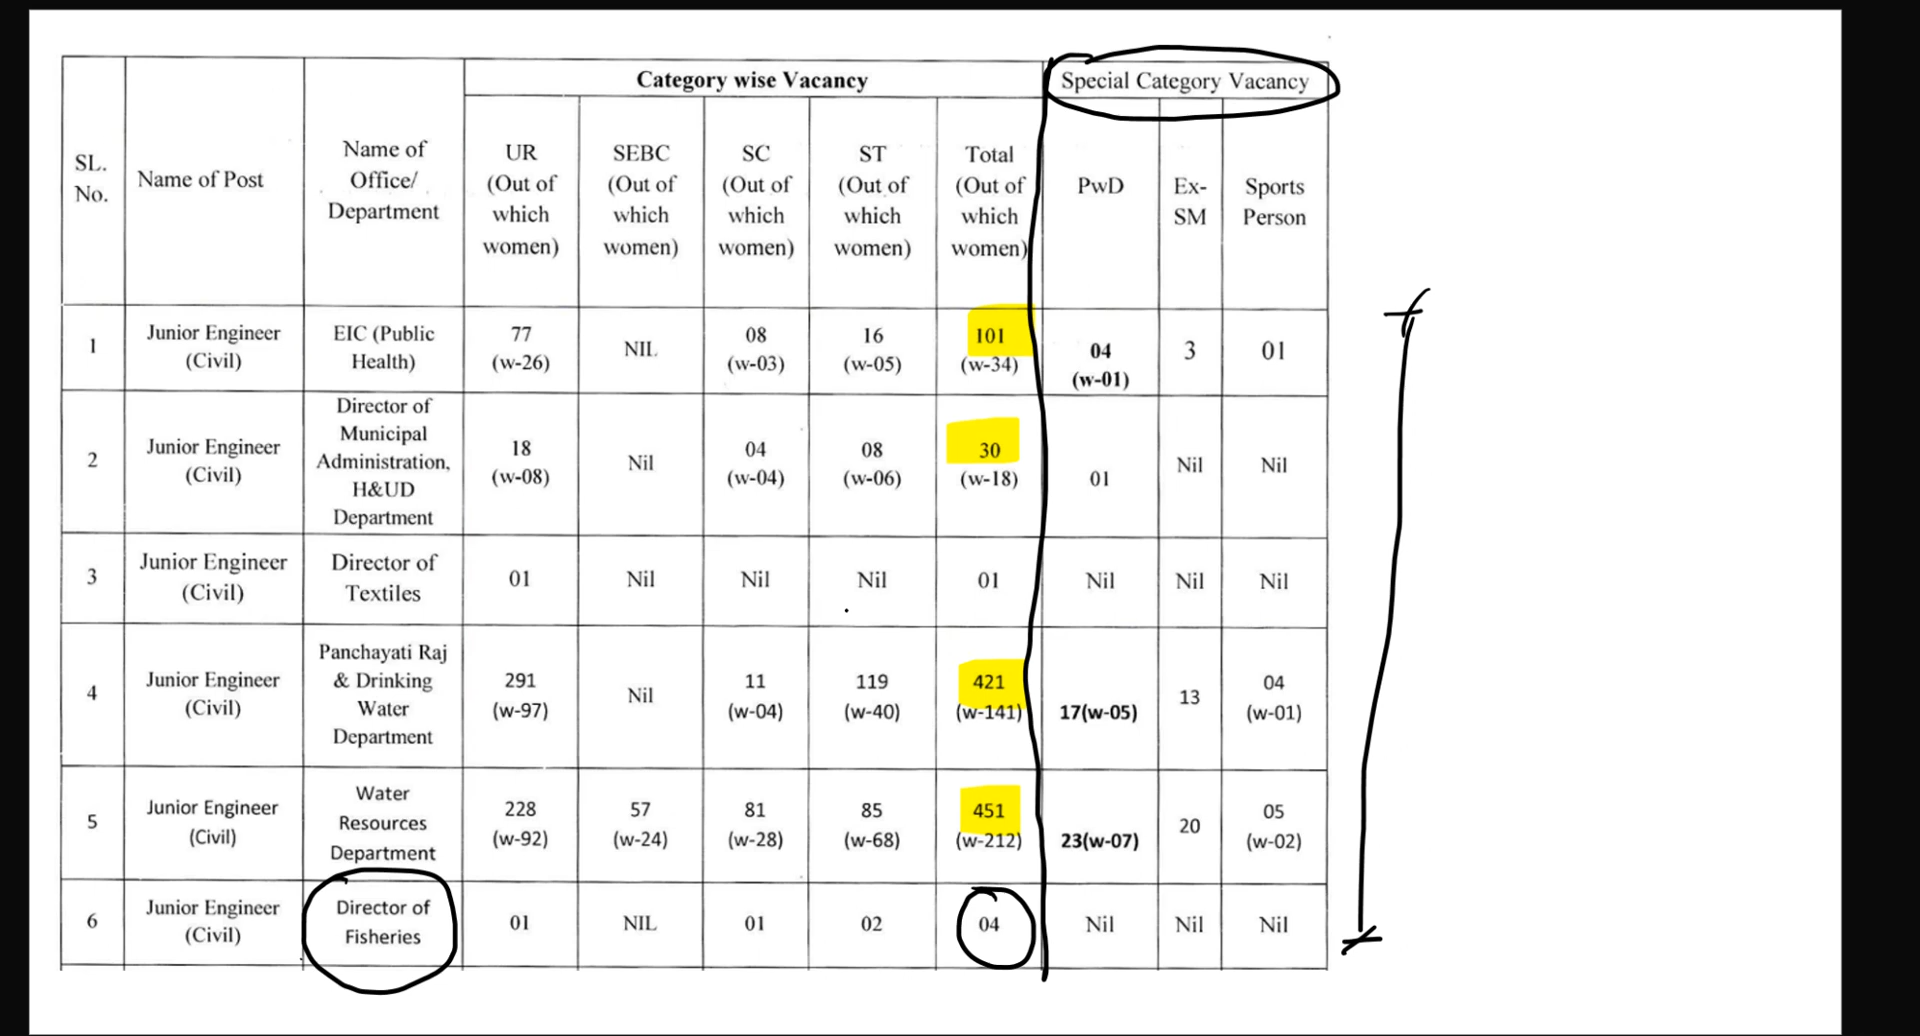 Category wise Vacancy
Special Category Vacancy
SL.
No.
Name of Post
Name of
Office/
Department
UR
(Out of
which
women)
SEBC
(Out of
which
women)
SC
(Out of
which
women)
ST
(Out of
which
women)
Total
(Out of
which
women)
PwD
Ex-
SM
Sports
Person
1
Junior Engineer
(Civil)
EIC (Public
Health)
77
(w-26)
NIL
08
(w-03)
16
(w-05)
101
(w-34)
04
(w-01)
3
01
2
Junior Engineer
(Civil)
Director of
Municipal
Administration,
H&UD
Department
18
(w-08)
Nil
04
(w-04)
08
(w-06)
30
(w-18)
01
Nil
Nil
3
Junior Engineer
(Civil)
Director of
Textiles
01
Nil
Nil
Nil
01
Nil
Nil
Nil
4
Junior Engineer
(Civil)
Panchayati Raj
& Drinking
Water
Department
291
(w-97)
Nil
11
(w-04)
119
(w-40)
421
(w-141)
17(w-05)
13
04
(w-01)
5
Junior Engineer
(Civil)
Water
Resources
Department
228
(w-92)
57
(w-24)
81
(w-28)
85
(w-68)
451
(w-212)
23(w-07)
20
05
(w-02)
6
Junior Engineer
(Civil)
Director of
Fisheries
01
NIL
01
02
04
Nil
Nil
Nil